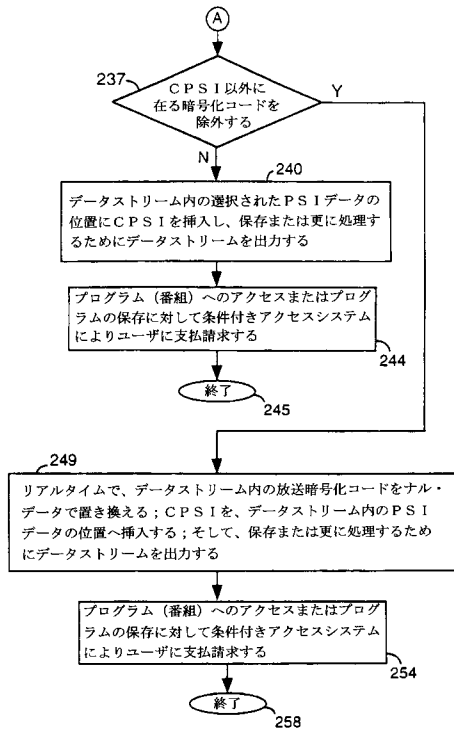 A
237
CPSI以外に
在る暗号化コードを
除外する
Y
N
240
データストリーム内の選択されたPSIデータの
位置にCPSIを挿入し、保存または更に処理す
るためにデータストリームを出力する
プログラム（番組）へのアクセスまたはプログ
ラムの保存に対して条件付きアクセスシステム
によりユーザに支払請求する
244
終了
245
249
リアルタイムで、データストリーム内の放送暗号化コードをナル・
データで置き換える；CPSIを、データストリーム内のPSI
データの位置へ挿入する；そして、保存または更に処理するため
にデータストリームを出力する
プログラム（番組）へのアクセスまたはプログ
ラムの保存に対して条件付きアクセスシステム
によりユーザに支払請求する
254
終了
258